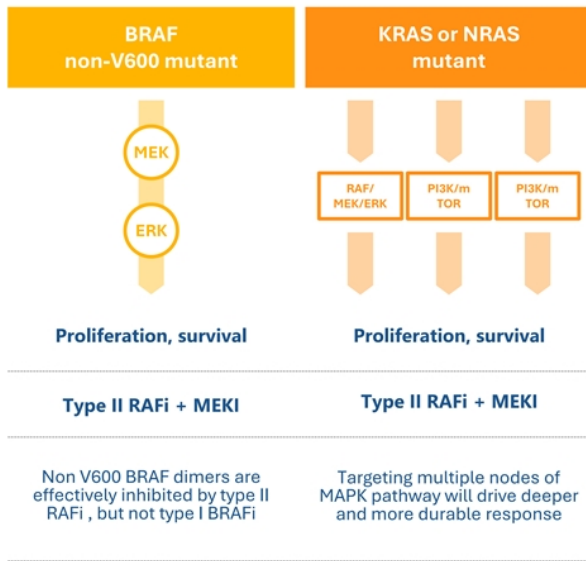 BRAF
non-V600 mutant
MEK
ERK
Proliferation, survival
Type II RAFi + MEKI
Non V600 BRAF dimers are
effectively inhibited by type II
RAFi , but not type I BRAFi
KRAS or NRAS
mutant
RAF/
MEK/ERK
PI3K/m
TOR
PI3K/m
TOR
Proliferation, survival
Type II RAFi + MEKI
Targeting multiple nodes of
MAPK pathway will drive deeper
and more durable response